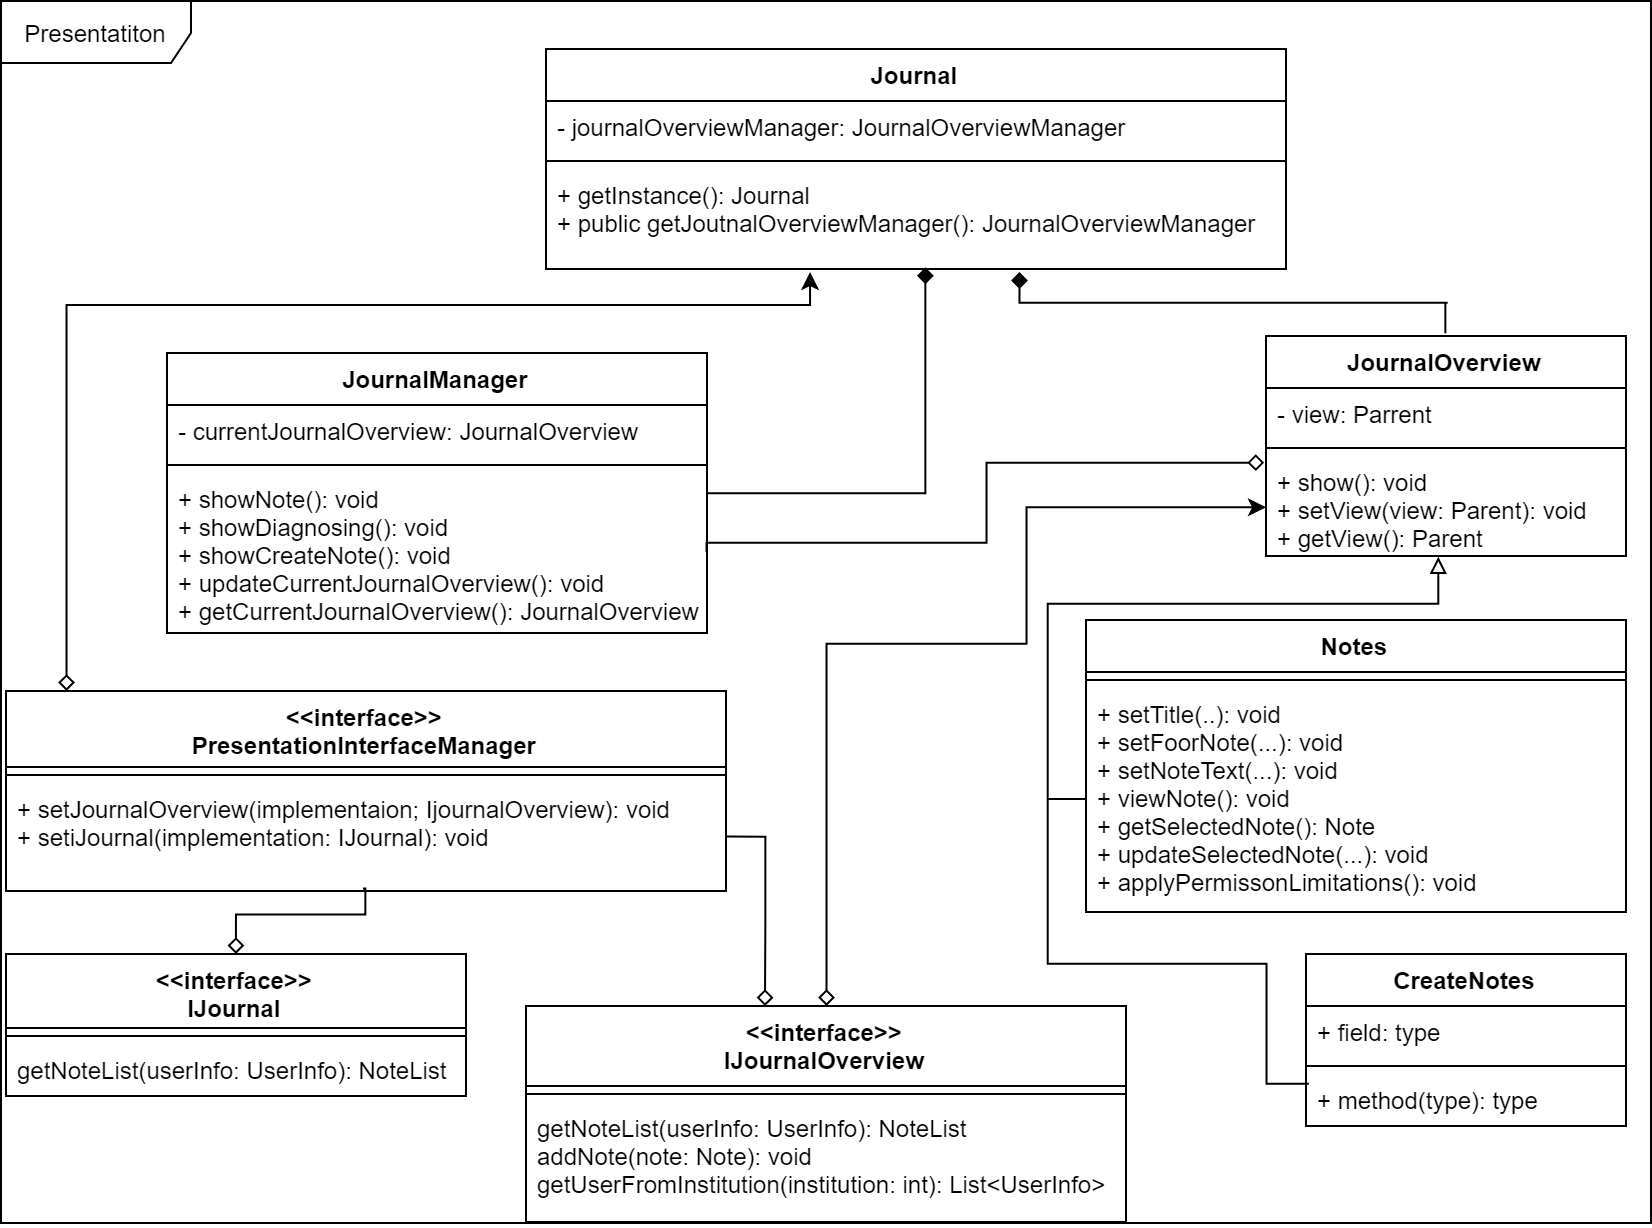 Presentatiton
Journal
- journalOverviewManager: JournalOverviewManager
+ getInstance(): Journal
+ public getJoutnalOverviewManager(): JournalOverviewManager
JournalManager
- currentJournalOverview: JournalOverview
+ showNote(): void
+ showDiagnosing(): void
+ showCreateNote(): void
+ updateCurrentJournalOverview(): void
+ getCurrentJournalOverview(): JournalOverview
JournalOverview
- view: Parrent
+ show(): void
+ setView(view: Parent): void
+ getView(): Parent
Notes
+ setTitle(..): void
+ setFoorNote(...): void
+ setNoteText(...): void
+ viewNote(): void
+ getSelectedNote(): Note
+ updateSelectedNote(...): void
+ applyPermissonLimitations(): void
<<interface>>
PresentationInterfaceManager
+ setJournalOverview(implementaion; IjournalOverview): void
+ setiJournal(implementation: IJournal): void
<<interface>>
IJournal
getNoteList(userInfo: UserInfo): NoteList
<<interface>>
IJournalOverview
getNoteList(userInfo: UserInfo): NoteList
addNote(note: Note): void
getUserFromInstitution(institution: int): List<UserInfo>
CreateNotes
+ field: type
+ method(type): type